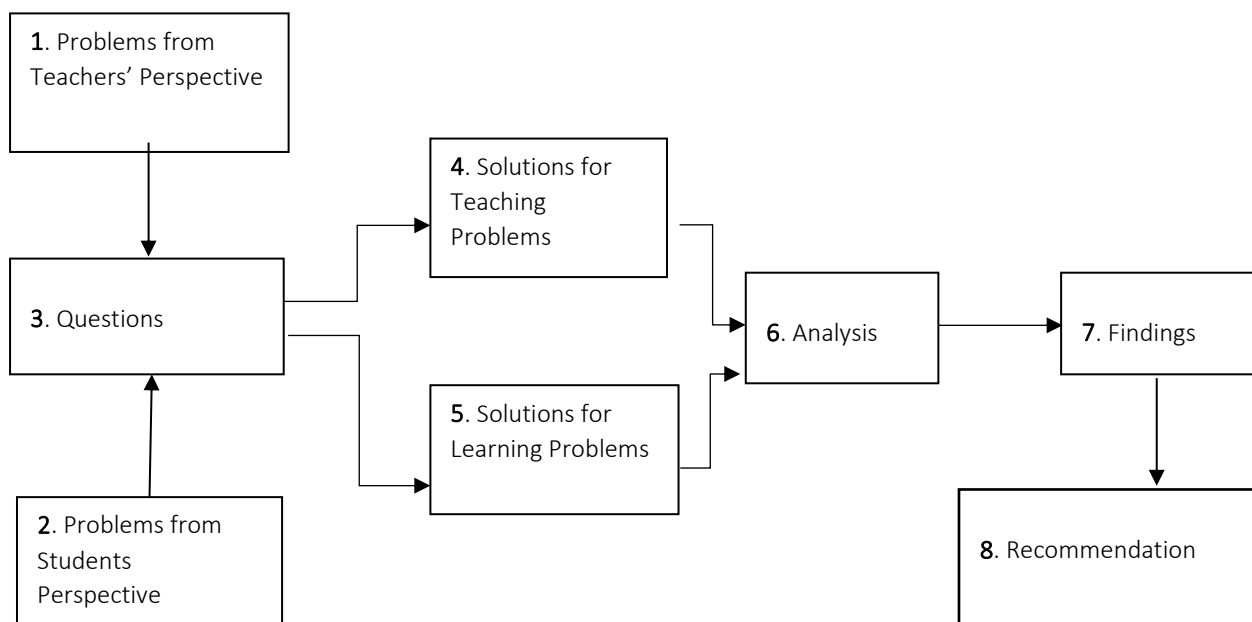 1. Problems from
Teachers’ Perspective
2. Problems from
Students
Perspective
3. Questions
4. Solutions for
Teaching
Problems
5. Solutions for
Learning Problems
6. Analysis
7. Findings
8. Recommendation